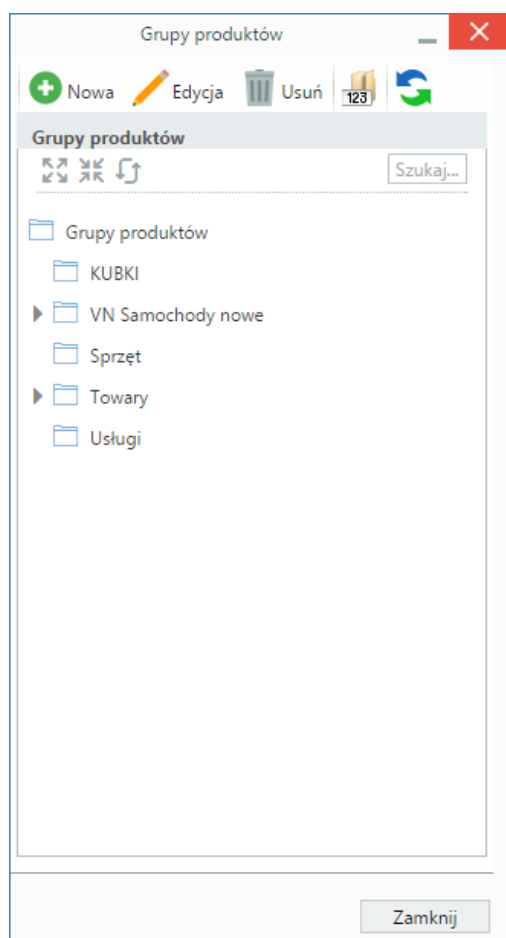 Grupy produktów
Nowa Edycja Usuń 123
Grupy produktów
Szukaj...
Grupy produktów
KUBKI
VN Samochody nowe
Sprzęt
Towary
Usługi
Zamknij